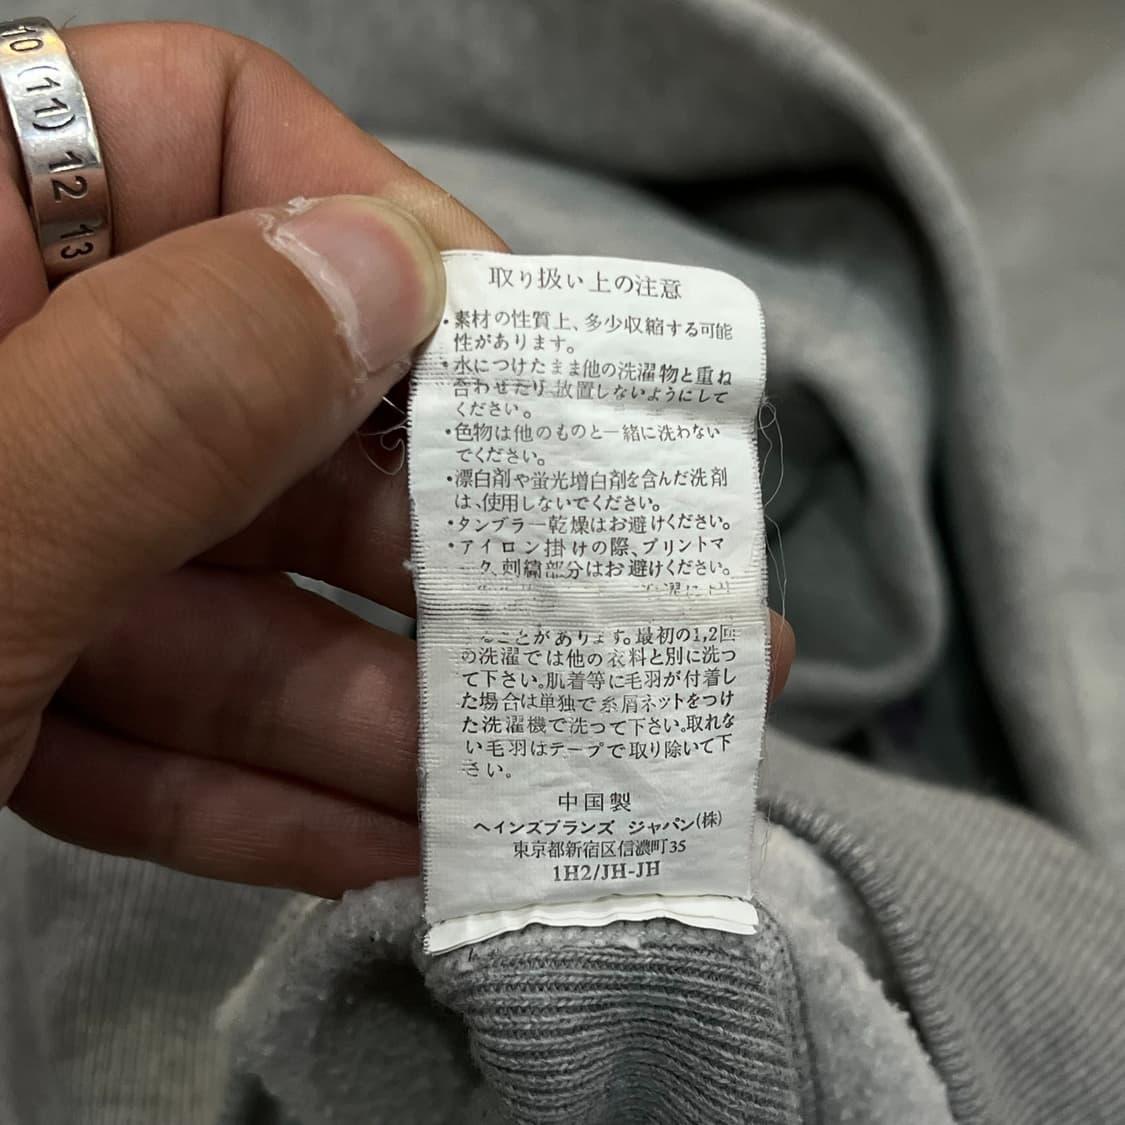 10 (11) 12 13
取り扱い上の注意
・素材の性質上、多少収縮する可能
性があります。
・水につけたまま他の洗濯物と重ね
合わせたり放置しないようにして
ください。
・色物は他のものと一緒に洗わない
でください。
・漂白剤や蛍光増白剤を含んだ洗剤
は、使用しないでください。
・タンブラー乾燥はお避けください。
・アイロン掛けの際、プリントマ
ーク、刺繍部分はお避けください。
ことがあります。最初の1,2回
の洗濯では他の衣料と別に洗っ
て下さい。肌着等に毛羽が付着し
た場合は単独で糸屑ネットをつけ
た洗濯機で洗って下さい。取れな
い毛羽はテープで取り除いて下
さい。
中国製
ヘインズブランズ ジャパン(株)
東京都新宿区信濃町35
1H2/JH-JH